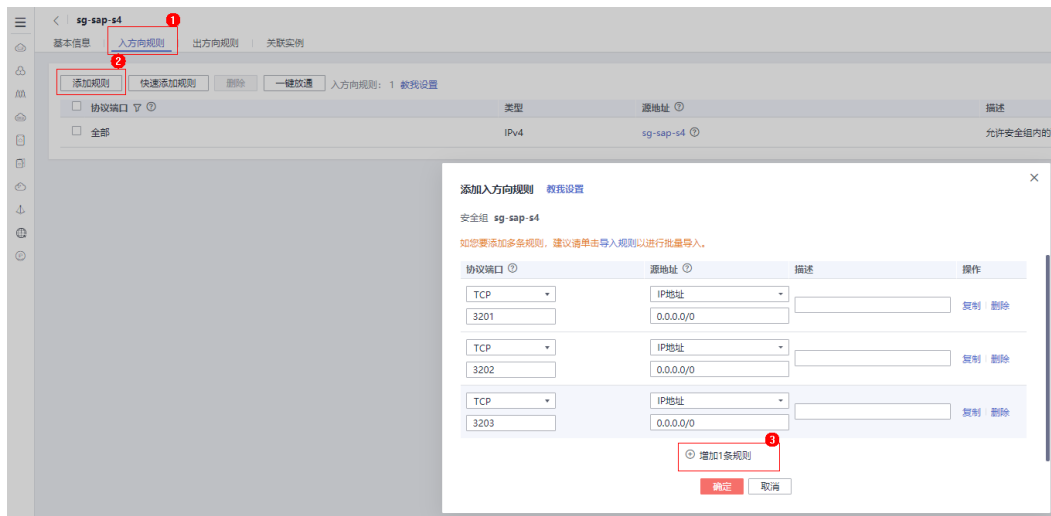 sg-sap-s4
1
基本信息 入方向规则 出方向规则 关联实例
2
添加规则 快速添加规则 删除 一键放通 入方向规则: 1 教我设置
协议端口 类型 源地址 描述
全部 IPv4 sg-sap-s4 允许安全组内的
添加入方向规则 教我设置
安全组 sg-sap-s4
如您要添加多条规则，建议请单击导入规则以进行批量导入。
协议端口 源地址 描述 操作
TCP IP地址
复制 删除
3201 0.0.0.0/0
TCP IP地址
复制 删除
3202 0.0.0.0/0
TCP IP地址
复制 删除
3203 0.0.0.0/0
3
增加1条规则
确定 取消